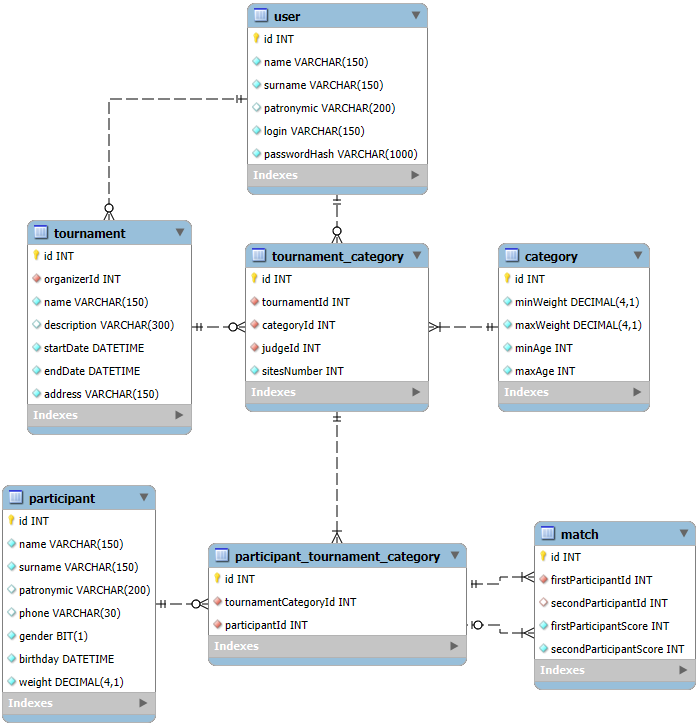 user
id INT
name VARCHAR(150)
surname VARCHAR(150)
patronymic VARCHAR(200)
login VARCHAR(150)
passwordHash VARCHAR(1000)
Indexes
tournament
id INT
organizerId INT
name VARCHAR(150)
description VARCHAR(300)
startDate DATETIME
endDate DATETIME
address VARCHAR(150)
Indexes
tournament_category
id INT
tournamentId INT
categoryId INT
judgeId INT
sitesNumber INT
Indexes
category
id INT
minWeight DECIMAL(4,1)
maxWeight DECIMAL(4,1)
minAge INT
maxAge INT
Indexes
participant
id INT
name VARCHAR(150)
surname VARCHAR(150)
patronymic VARCHAR(200)
phone VARCHAR(30)
gender BIT(1)
birthday DATETIME
weight DECIMAL(4,1)
Indexes
participant_tournament_category
id INT
tournamentCategoryId INT
participantId INT
Indexes
match
id INT
firstParticipantId INT
secondParticipantId INT
firstParticipantScore INT
secondParticipantScore INT
Indexes